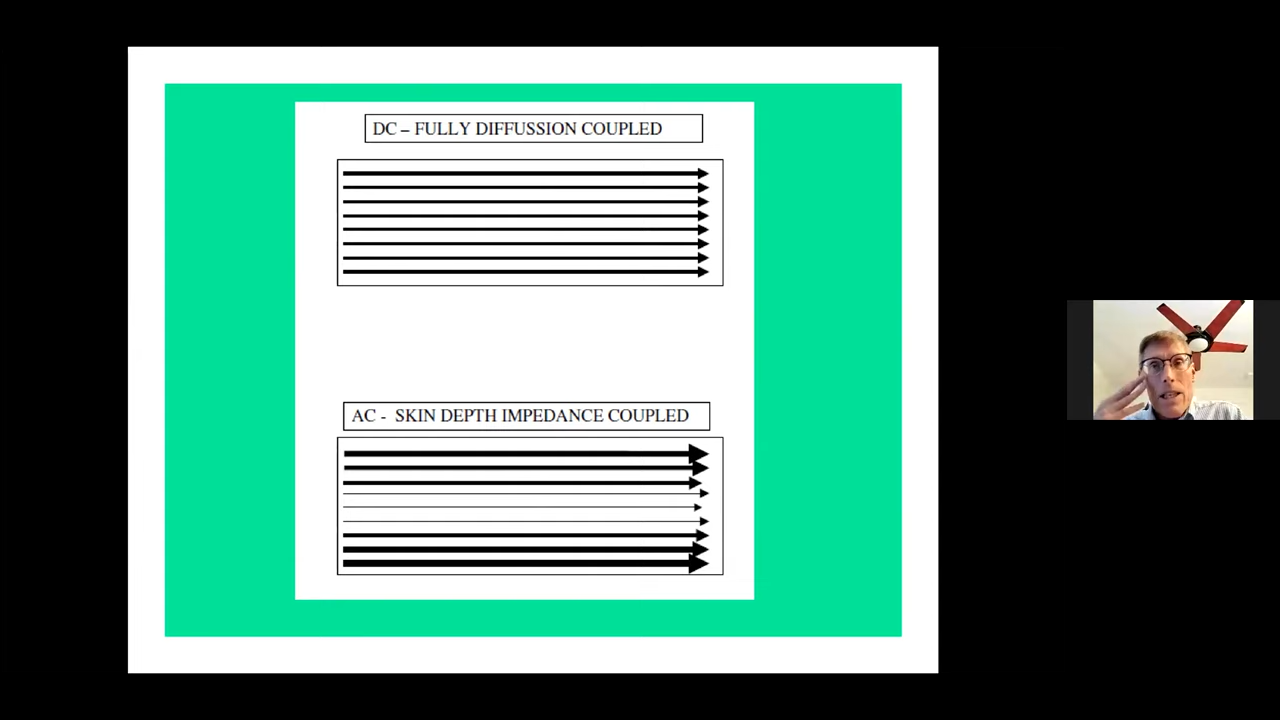 DC – FULLY DIFFUSSION COUPLED
AC - SKIN DEPTH IMPEDANCE COUPLED